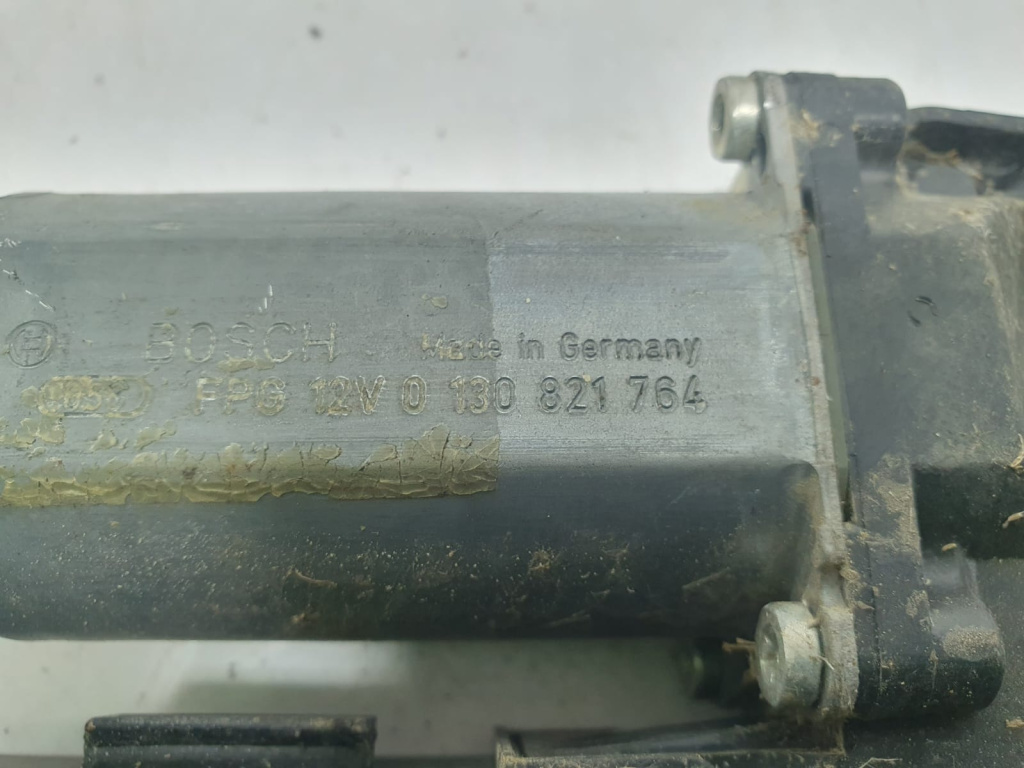 BOSCH Made in Germany
FPG 12V 0 130 821 764